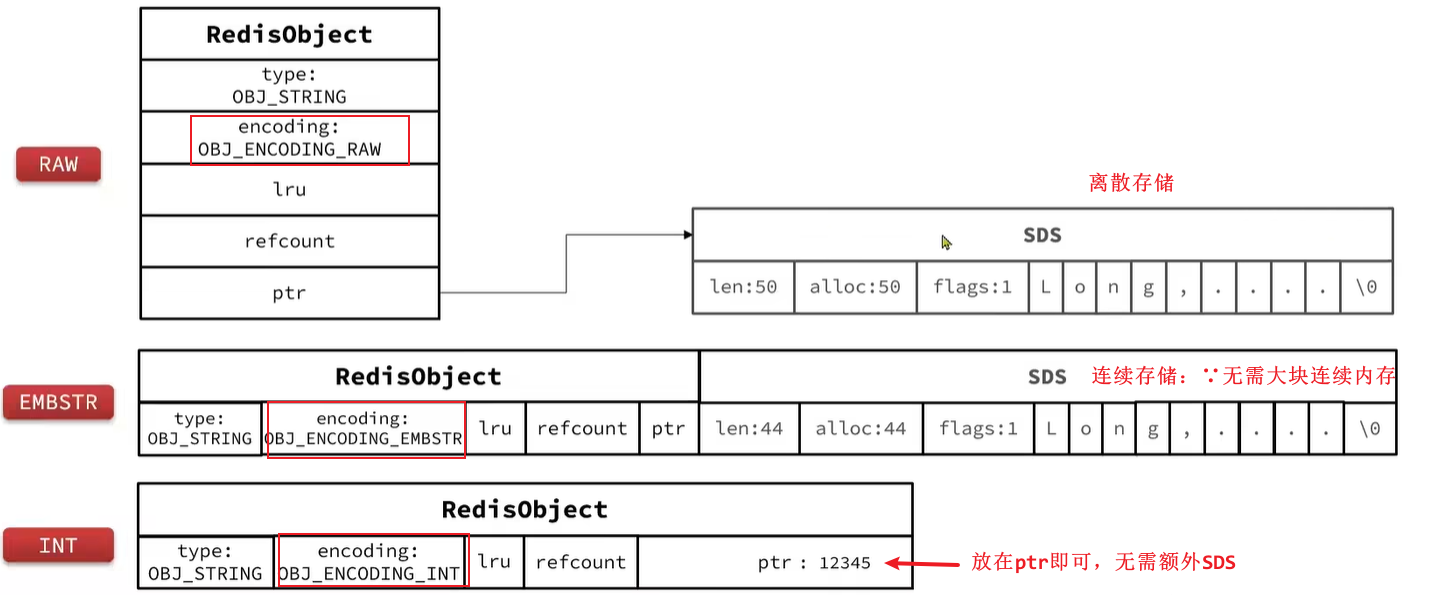 RedisObject
type:
OBJ_STRING
encoding:
OBJ_ENCODING_RAW
RAW
lru
refcount
ptr
离散存储
SDS
len:50 alloc:50 flags:1 L o n g , . . . . \0
EMBSTR
RedisObject
SDS 连续存储：∵无需大块连续内存
type:
OBJ_STRING
encoding:
OBJ_ENCODING_EMBSTR
lru refcount ptr len:44 alloc:44 flags:1 L o n g , . . . . \0
INT
RedisObject
type:
OBJ_STRING
encoding:
OBJ_ENCODING_INT
lru refcount ptr : 12345
放在ptr即可，无需额外SDS